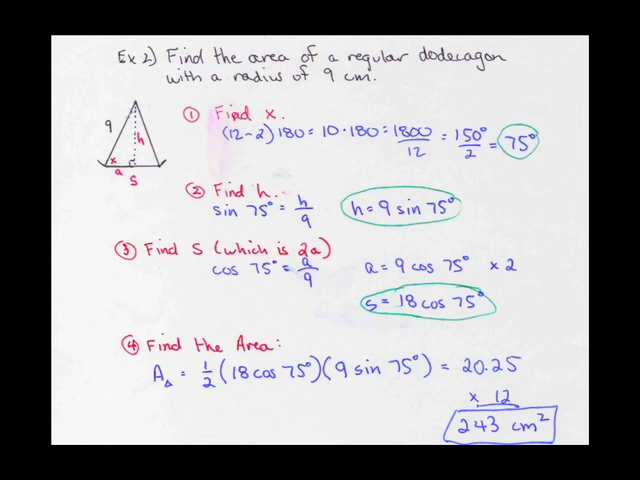 Ex 2) Find the area of a regular dodecagon
with a radius of 9 cm.
9
h
x
a
S
① Find x.
(12-2) 180 = 10 · 180 = 1800/12 = 150°/2 = 75°
② Find h.
sin 75° = h/9
h = 9 sin 75°
③ Find S (which is 2a)
cos 75° = a/9
a = 9 cos 75° x 2
s = 18 cos 75°
④ Find the Area:
A△ = 1/2 (18 cos 75°)(9 sin 75°) = 20.25
x 12
243 cm²